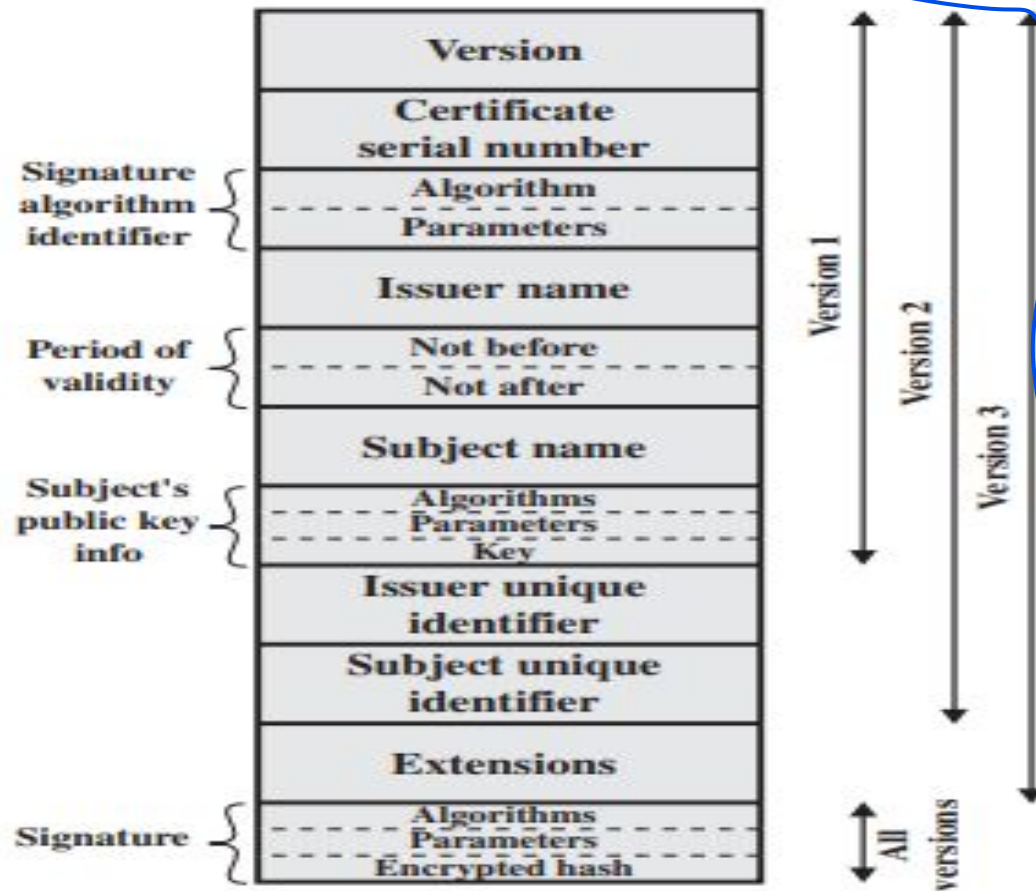 Version
Certificate
serial number
Signature
algorithm
identifier
Algorithm
Parameters
Issuer name
Period of
validity
Not before
Not after
Subject name
Subject's
public key
info
Algorithms
Parameters
Key
Issuer unique
identifier
Subject unique
identifier
Extensions
Signature
Algorithms
Parameters
Encrypted hash
Version 1
Version 2
Version 3
All
versions